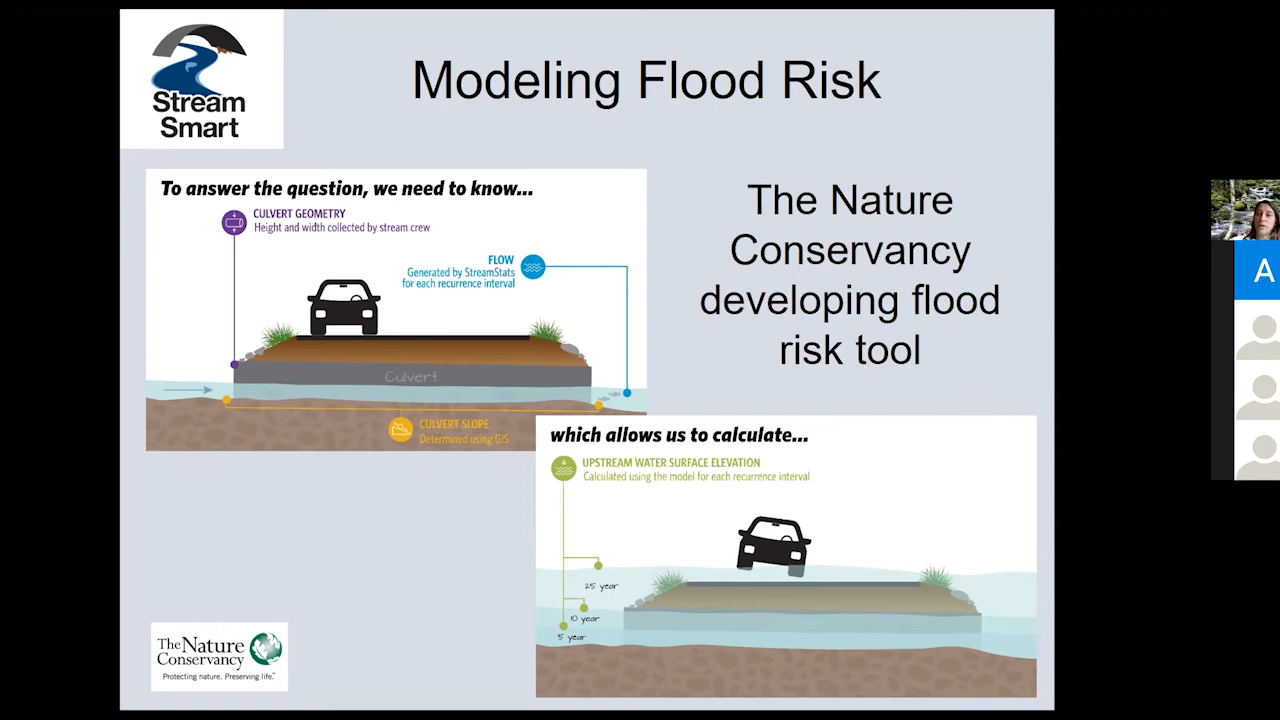 Stream
Smart
Modeling Flood Risk
To answer the question, we need to know...
CULVERT GEOMETRY
Height and width collected by stream crew
FLOW
Generated by StreamStats
for each recurrence interval
Culvert
CULVERT SLOPE
Determined using GIS
The Nature
Conservancy
developing flood
risk tool
which allows us to calculate...
UPSTREAM WATER SURFACE ELEVATION
Calculated using the model for each recurrence interval
25 year
10 year
5 year
The Nature
Conservancy
Protecting nature. Preserving life.™
A